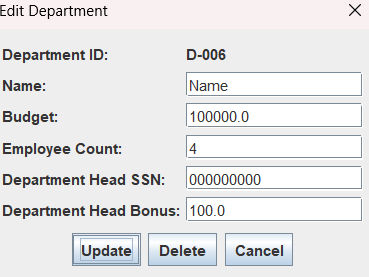 Edit Department
Department ID: D-006
Name: Name
Budget: 100000.0
Employee Count: 4
Department Head SSN: 000000000
Department Head Bonus: 100.0
Update Delete Cancel